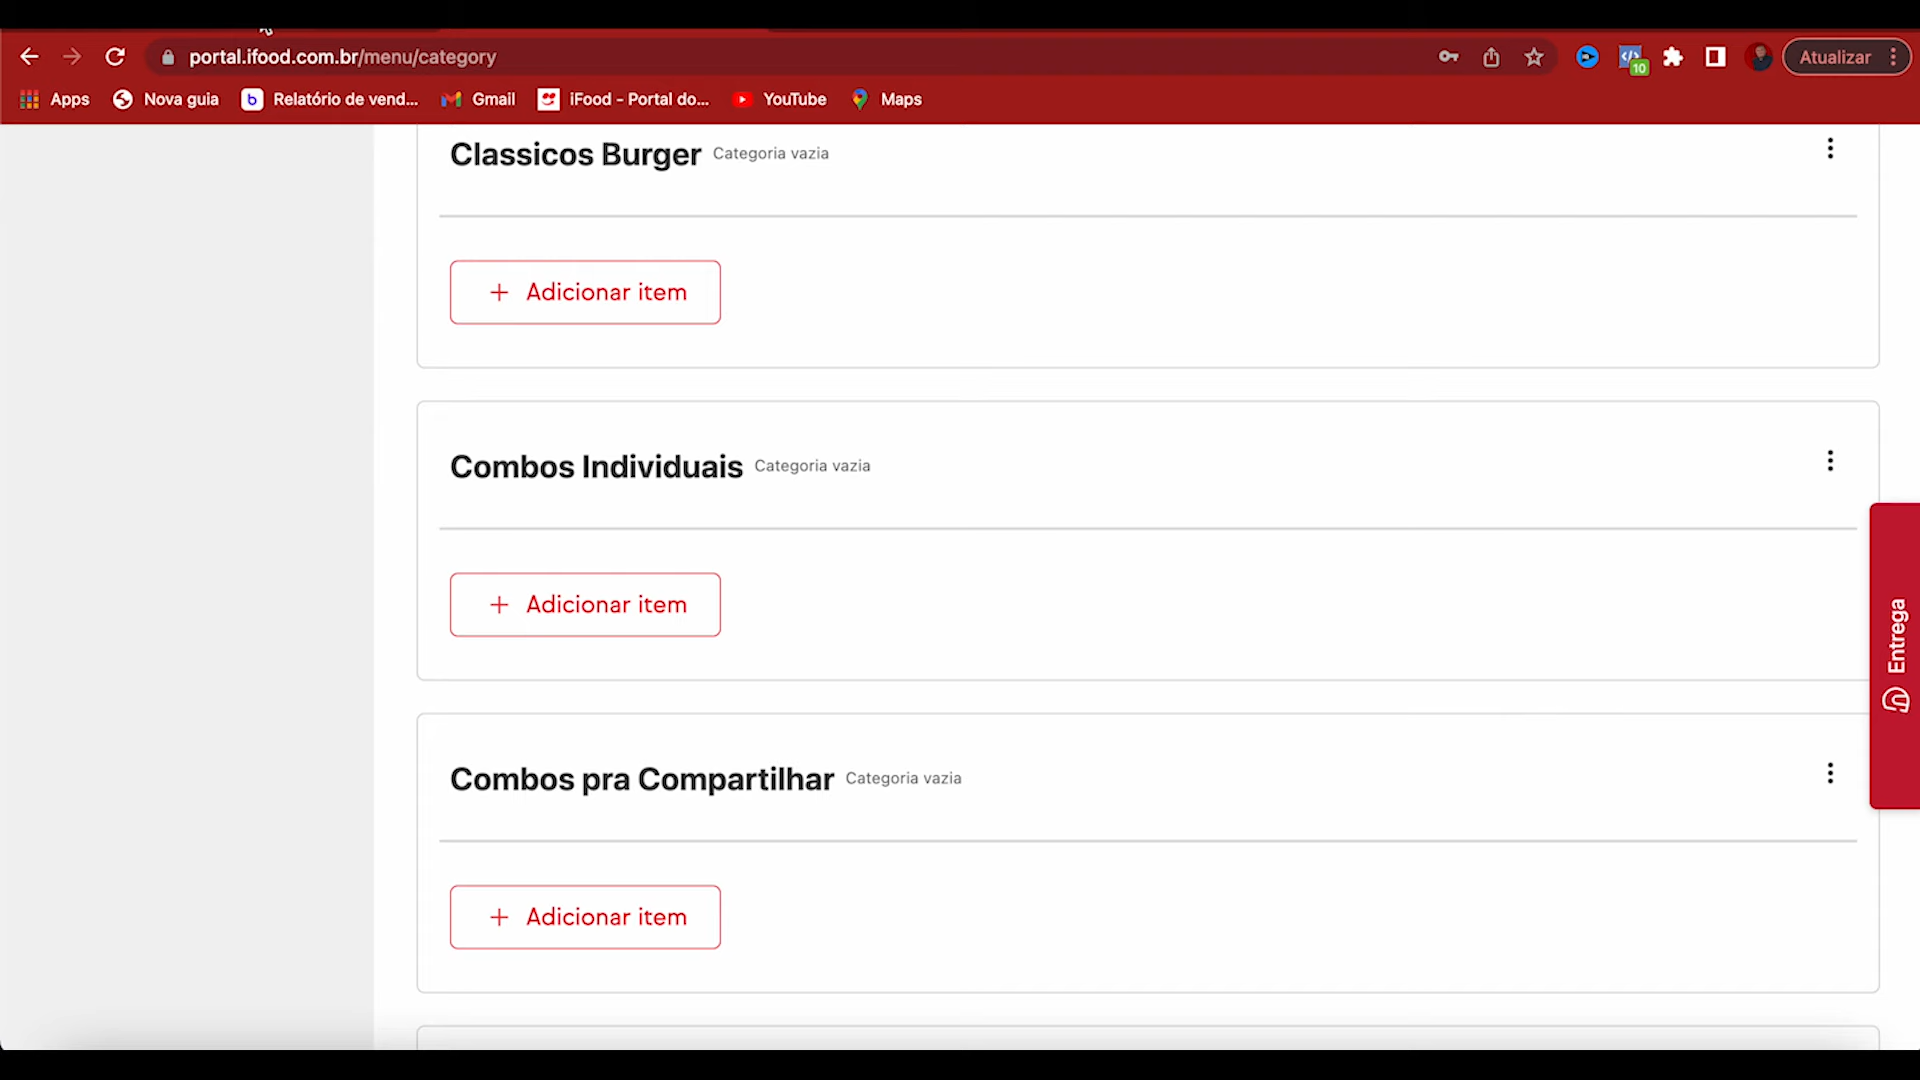 portal.ifood.com.br/menu/category
10
Atualizar
Apps
Nova guia
Relatório de vend...
Gmail
iFood - Portal do...
YouTube
Maps
Classicos Burger
Categoria vazia
+ Adicionar item
Combos Individuais
Categoria vazia
+ Adicionar item
Entrega
Combos pra Compartilhar
Categoria vazia
+ Adicionar item